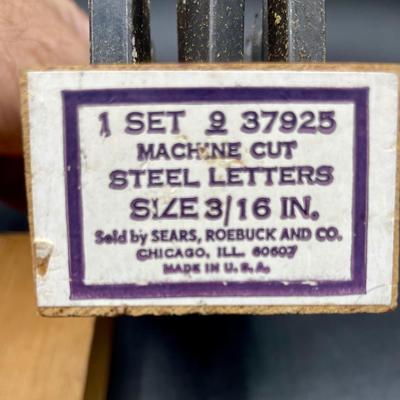 1 SET 9 37925
MACHINE CUT
STEEL LETTERS
SIZE 3/16 IN.
Sold by SEARS, ROEBUCK AND CO.
CHICAGO, ILL. 60607
MADE IN U. S. A.